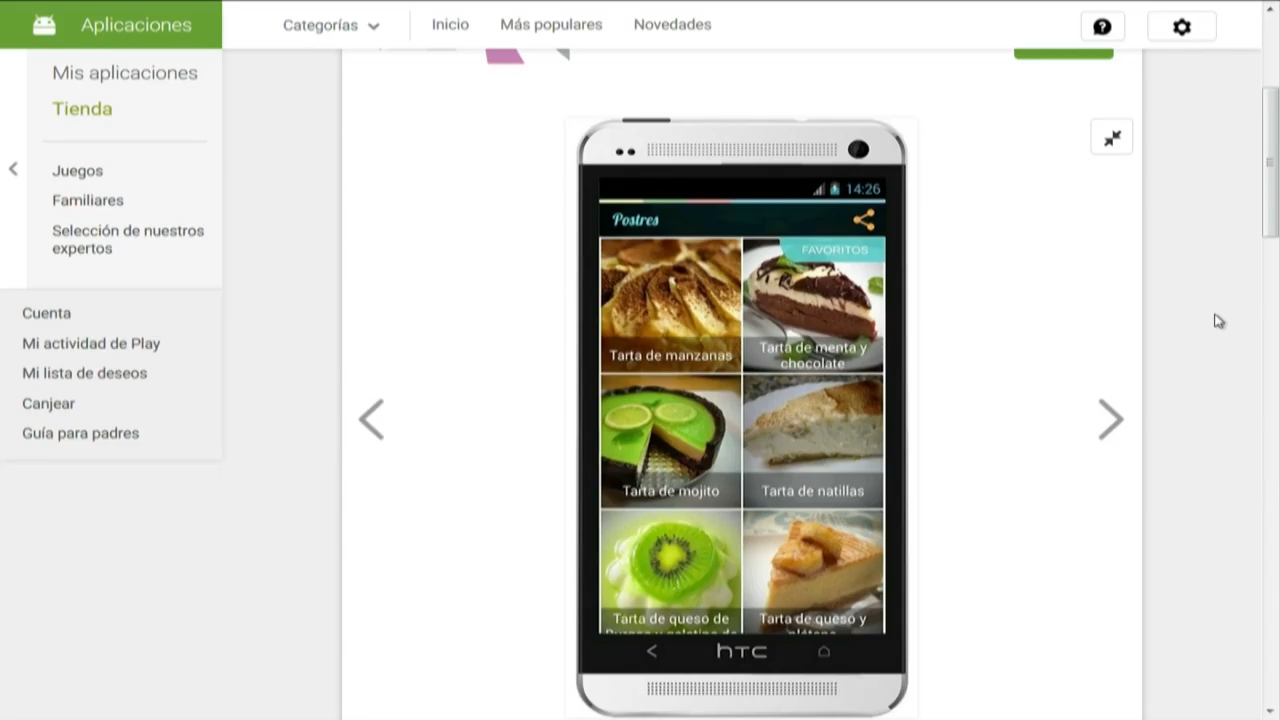 Aplicaciones
Categorías
Inicio
Más populares
Novedades
Mis aplicaciones
Tienda
Juegos
Familiares
Selección de nuestros
expertos
Cuenta
Mi actividad de Play
Mi lista de deseos
Canjear
Guía para padres
14:26
Postres
FAVORITOS
Tarta de manzanas
Tarta de menta y
chocolate
Tarta de mojito
Tarta de natillas
Tarta de queso de
Tarta de queso y
plátano
htc